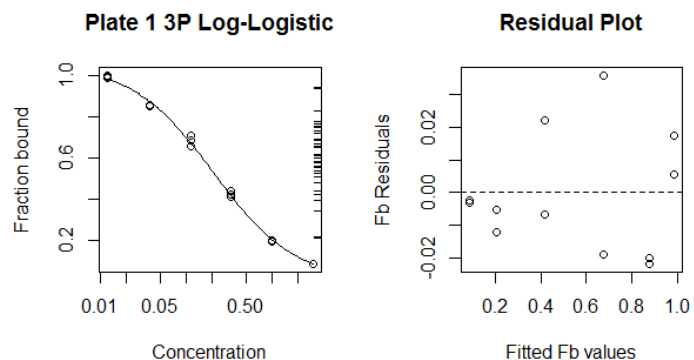 Plate 1 3P Log-Logistic
Fraction bound
1.0
0.6
0.2
0.01 0.05 0.50
Concentration
Residual Plot
Fb Residuals
0.02
0.00
-0.02
0.2 0.4 0.6 0.8 1.0
Fitted Fb values